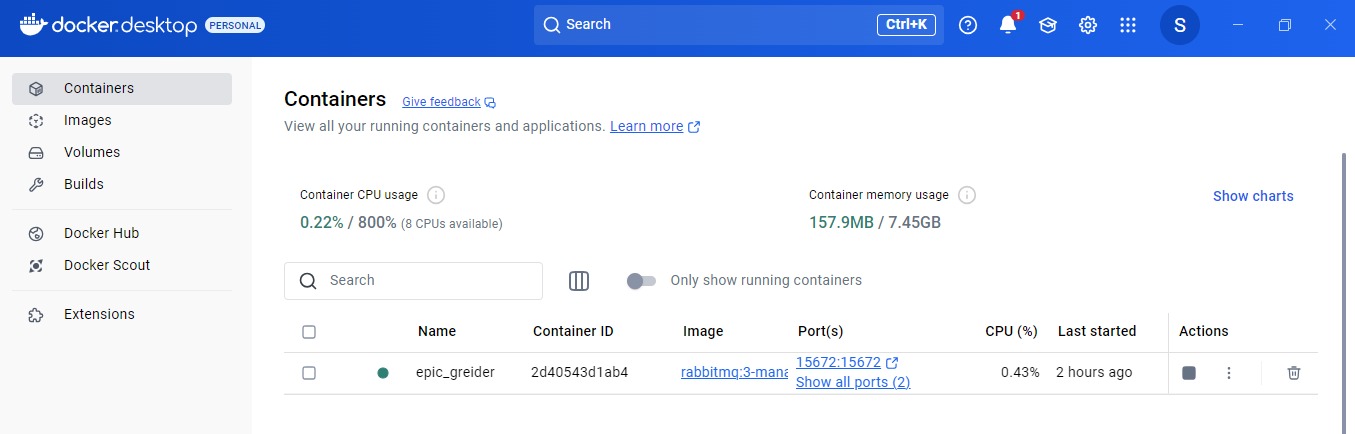 docker.desktop PERSONAL Search Ctrl+K 1 S
Containers
Images
Volumes
Builds
Docker Hub
Docker Scout
Extensions
Containers Give feedback
View all your running containers and applications. Learn more
Container CPU usage
0.22% / 800% (8 CPUs available)
Container memory usage
157.9MB / 7.45GB
Show charts
Search Only show running containers
Name Container ID Image Port(s) CPU (%) Last started Actions
epic_greider 2d40543d1ab4 rabbitmq:3-mana 15672:15672 0.43% 2 hours ago
Show all ports (2)